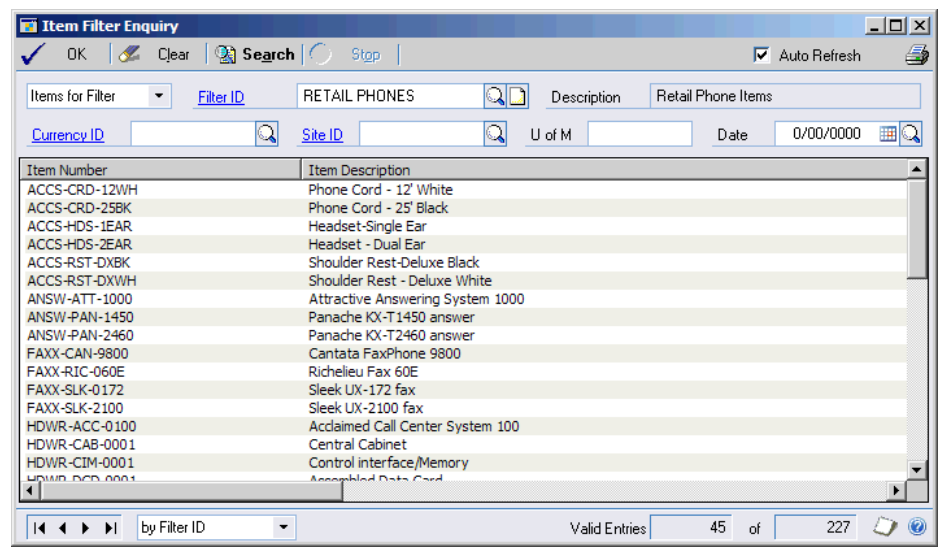 Item Filter Enquiry
OK Clear Search Stop Auto Refresh
Items for Filter Filter ID RETAIL PHONES Description Retail Phone Items
Currency ID Site ID U of M Date 0/00/0000
Item Number Item Description
ACCS-CRD-12WH Phone Cord - 12' White
ACCS-CRD-25BK Phone Cord - 25' Black
ACCS-HDS-1EAR Headset-Single Ear
ACCS-HDS-2EAR Headset - Dual Ear
ACCS-RST-DXBK Shoulder Rest-Deluxe Black
ACCS-RST-DXWH Shoulder Rest - Deluxe White
ANSW-ATT-1000 Attractive Answering System 1000
ANSW-PAN-1450 Panache KX-T1450 answer
ANSW-PAN-2460 Panache KX-T2460 answer
FAXX-CAN-9800 Cantata FaxPhone 9800
FAXX-RIC-060E Richelieu Fax 60E
FAXX-SLK-0172 Sleek UX-172 fax
FAXX-SLK-2100 Sleek UX-2100 fax
HDWR-ACC-0100 Acclaimed Call Center System 100
HDWR-CAB-0001 Central Cabinet
HDWR-CIM-0001 Control interface/Memory
HDWR-DCD-0001 Assembled Data Card
by Filter ID Valid Entries 45 of 227